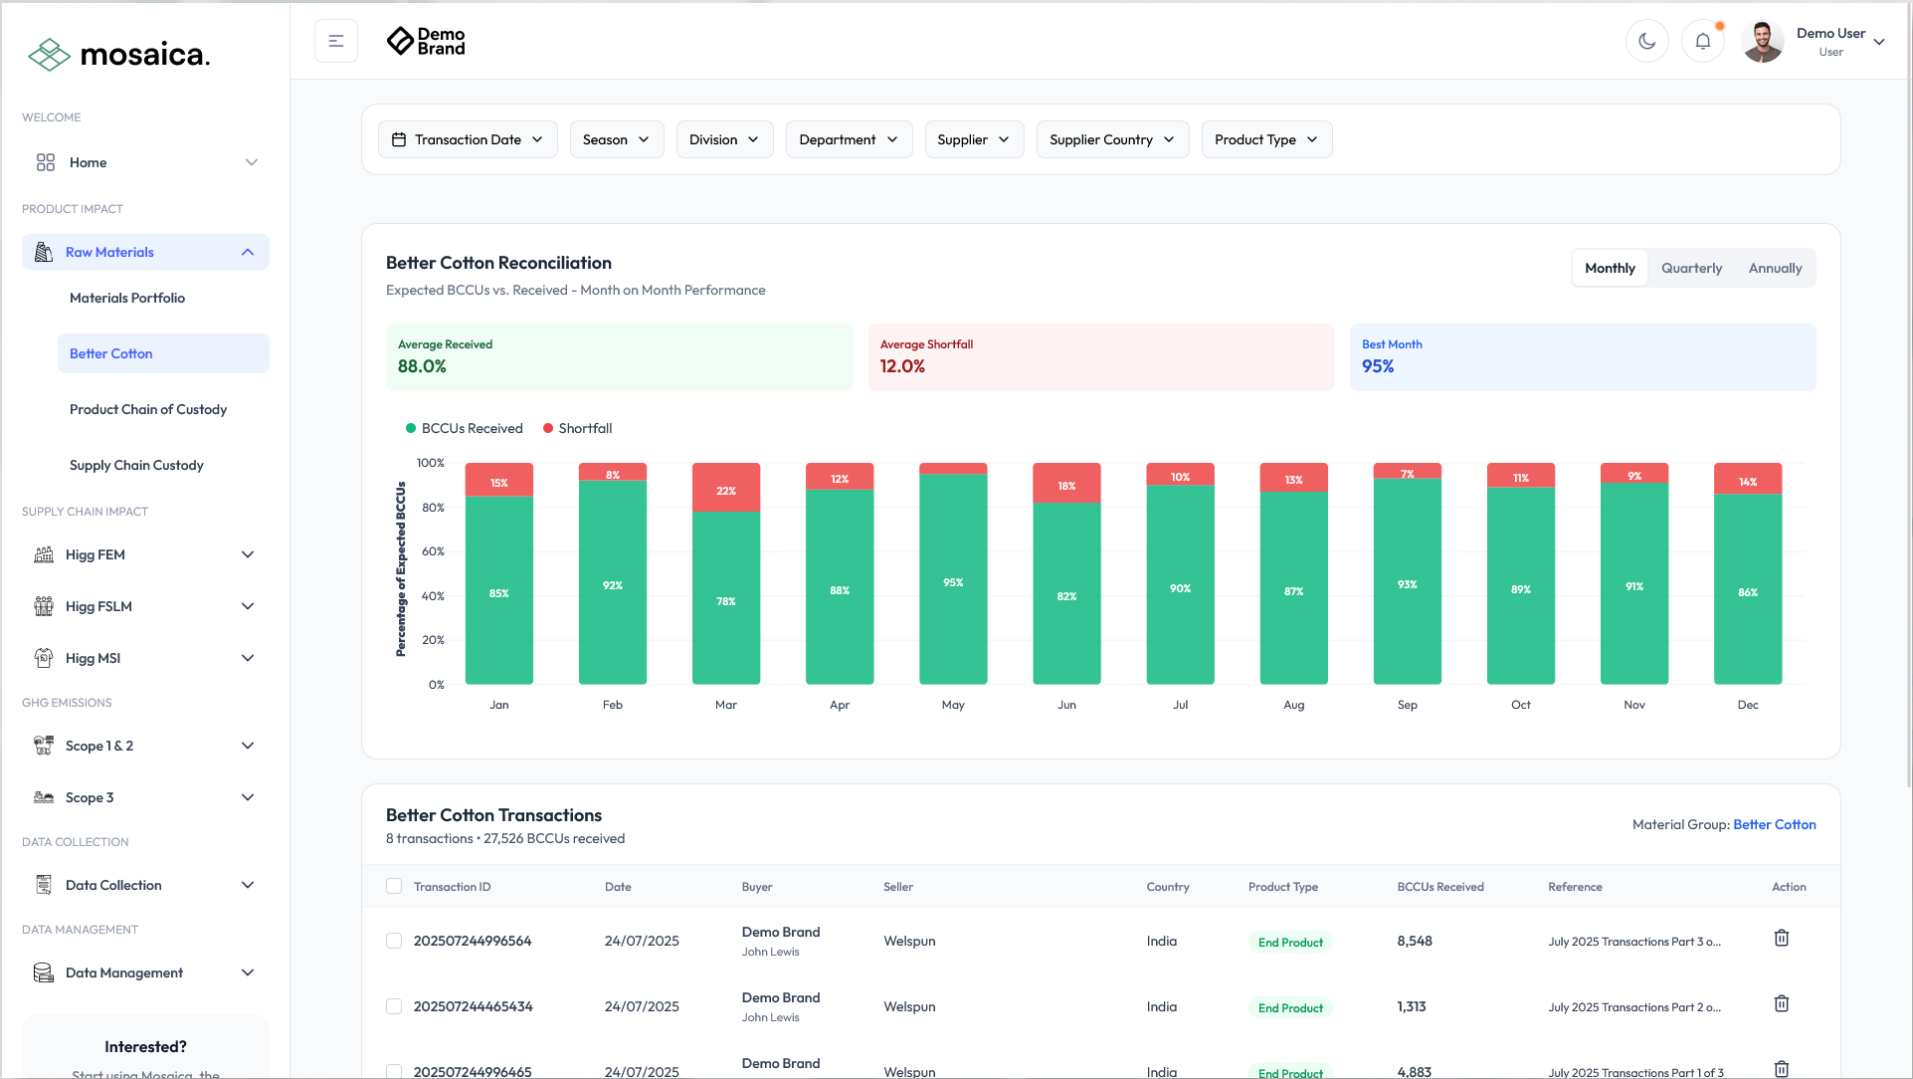 mosaica.
WELCOME
Home
PRODUCT IMPACT
Raw Materials
Materials Portfolio
Better Cotton
Product Chain of Custody
Supply Chain Custody
SUPPLY CHAIN IMPACT
Higg FEM
Higg FSLM
Higg MSI
GHG EMISSIONS
Scope 1 & 2
Scope 3
DATA COLLECTION
Data Collection
DATA MANAGEMENT
Data Management
Interested?
Start using Mosaica, the
Demo
Brand
Demo User
User
Transaction Date Season Division Department Supplier Supplier Country Product Type
Better Cotton Reconciliation
Expected BCCUs vs. Received - Month on Month Performance
Monthly Quarterly Annually
Average Received
88.0%
Average Shortfall
12.0%
Best Month
95%
BCCUs Received Shortfall
Percentage of Expected BCCUs
100%
80%
60%
40%
20%
0%
15% 8% 22% 12% 18% 10% 13% 7% 11% 9% 14%
85% 92% 78% 88% 95% 82% 90% 87% 93% 89% 91% 86%
Jan Feb Mar Apr May Jun Jul Aug Sep Oct Nov Dec
Better Cotton Transactions
8 transactions • 27,526 BCCUs received
Material Group: Better Cotton
Transaction ID Date Buyer Seller Country Product Type BCCUs Received Reference Action
202507244996564 24/07/2025 Demo Brand Welspun India End Product 8,548 July 2025 Transactions Part 3 o...
John Lewis
202507244465434 24/07/2025 Demo Brand Welspun India End Product 1,313 July 2025 Transactions Part 2 o...
John Lewis
202507244996465 24/07/2025 Demo Brand Welspun India End Product 4,883 July 2025 Transactions Part 1 of 3